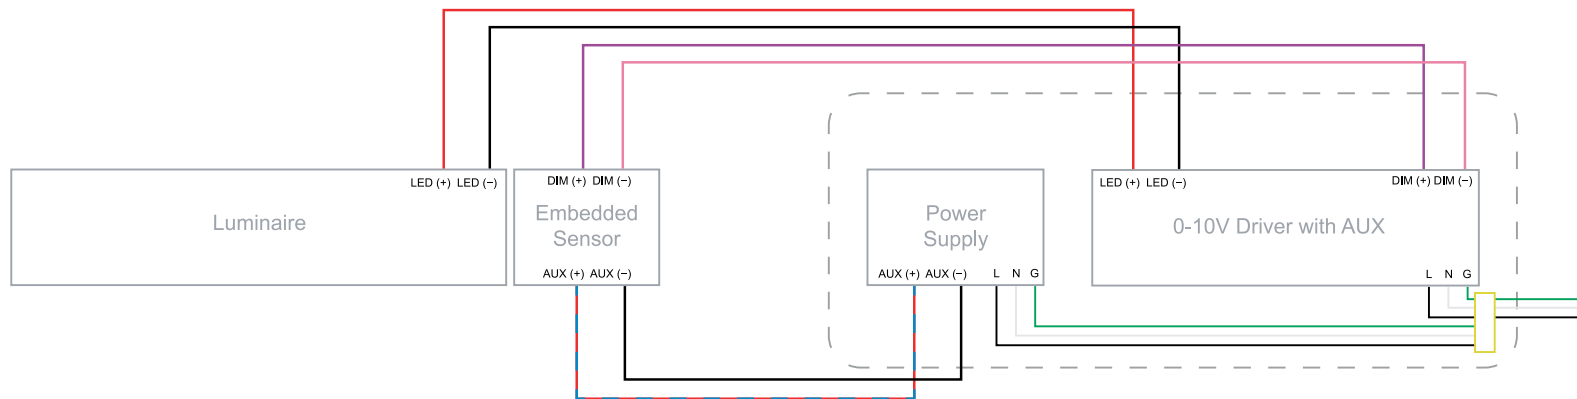 LED (+) LED (−)
Luminaire
DIM (+) DIM (−)
Embedded
Sensor
AUX (+) AUX (−)
Power
Supply
AUX (+) AUX (−) L N G
LED (+) LED (−) DIM (+) DIM (−)
0-10V Driver with AUX
L N G